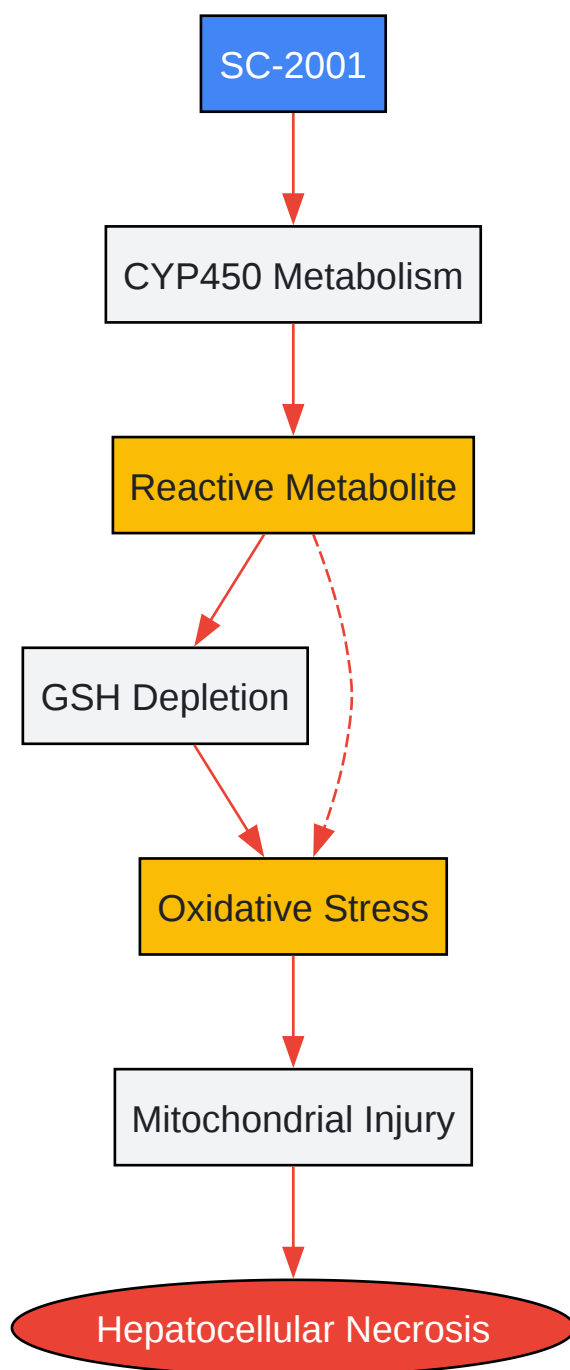 SC-2001
CYP450 Metabolism
Reactive Metabolite
GSH Depletion
Oxidative Stress
Mitochondrial Injury
Hepatocellular Necrosis